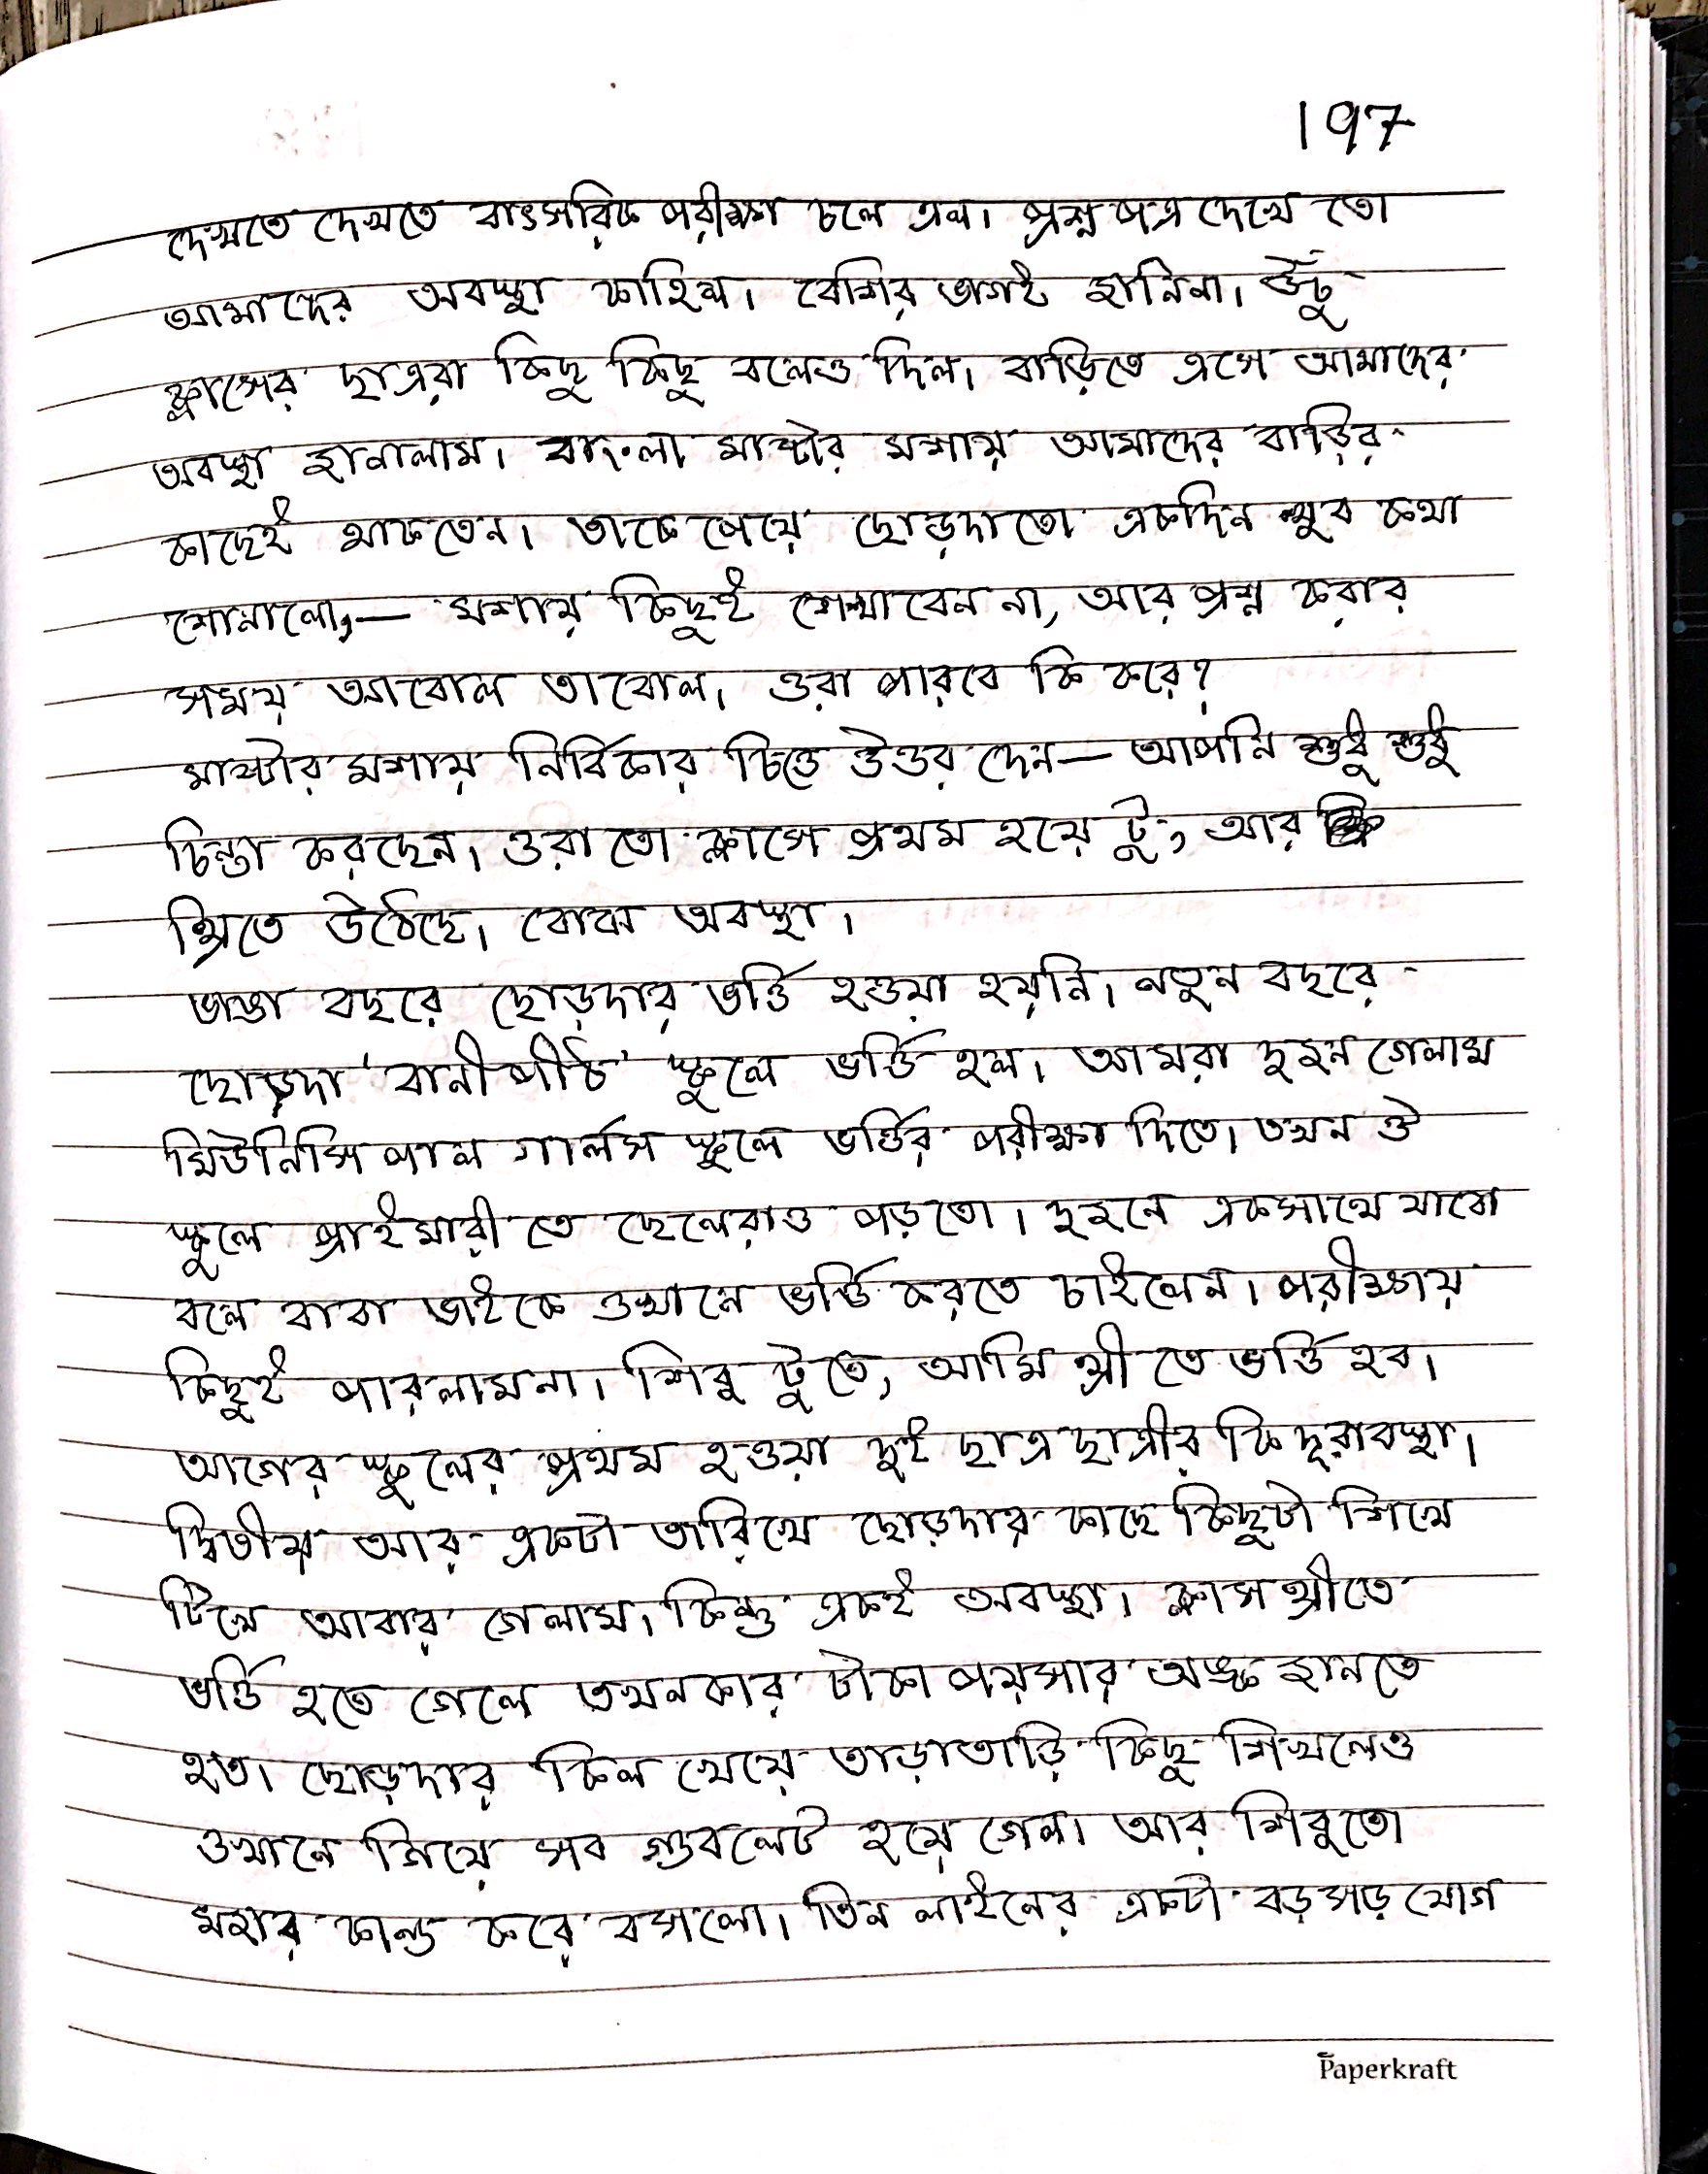 197
দেখতে দেখতে বাৎসরিক পরীক্ষা চলে এল। প্রশ্ন পত্র দেখে তো
আমাদের অবস্থা কাহিল। বেশির ভাগই জানিনা। উঁচু
ক্লাসের ছাত্ররা কিছু কিছু বলেও দিল। বাড়িতে এসে আমাদের
অবস্থা জানালাম। বাংলা মাষ্টার মশায় আমাদের বাড়ির
কাছেই থাকতেন। তাকে পেয়ে ছোড়দাতো একদিন খুব কথা
শোনালো,— মশায় কিছুই শেখাবেন না, আর প্রশ্ন করার
সময় আবোল তাবোল। ওরা পারবে কি করে?
মাস্টার মশায় নির্বিকার চিত্তে উত্তর দেন— আপনি শুধু শুধু
চিন্তা করছেন। ওরা তো ক্লাসে প্রথম হয়ে টু, আর
থ্রিতে উঠেছে। বোঝ অবস্থা।
ভাঙা বছরে ছোড়দার ভর্ত্তি হওয়া হয়নি। নতুন বছরে
ছোড়দা 'বানীপীঠ' স্কুলে ভর্ত্তি হল। আমরা দুজন গেলাম
মিউনিসিপাল গার্লস স্কুলে ভর্ত্তির পরীক্ষা দিতে। তখন ঐ
স্কুলে প্রাইমারী তে ছেলেরাও পড়তো। দুজনে একসাথে যাবো
বলে বাবা ভাইকে ওখানে ভর্ত্তি করতে চাইলেন। পরীক্ষায়
কিছুই পারলামনা। শিবু টুতে, আমি থ্রী তে ভর্ত্তি হব।
আগের স্কুলের প্রথম হওয়া দুই ছাত্র ছাত্রীর কি দূরাবস্থা।
দ্বিতীয় আর একটা তারিখে ছোড়দার কাছে কিছুটা শিখে
টিখে আবার গেলাম। কিন্তু একই অবস্থা। ক্লাস থ্রীতে
ভর্ত্তি হতে গেলে তখনকার টাকা পয়সার অঙ্ক জানতে
হত। ছোড়দার কিল খেয়ে তাড়াতাড়ি কিছু শিখলেও
ওখানে গিয়ে সব গুবলেট হয়ে গেল। আর শিবুতো
মজার কান্ড করে বসলো। তিন লাইনের একটা বড়সড় যোগ
Paperkraft